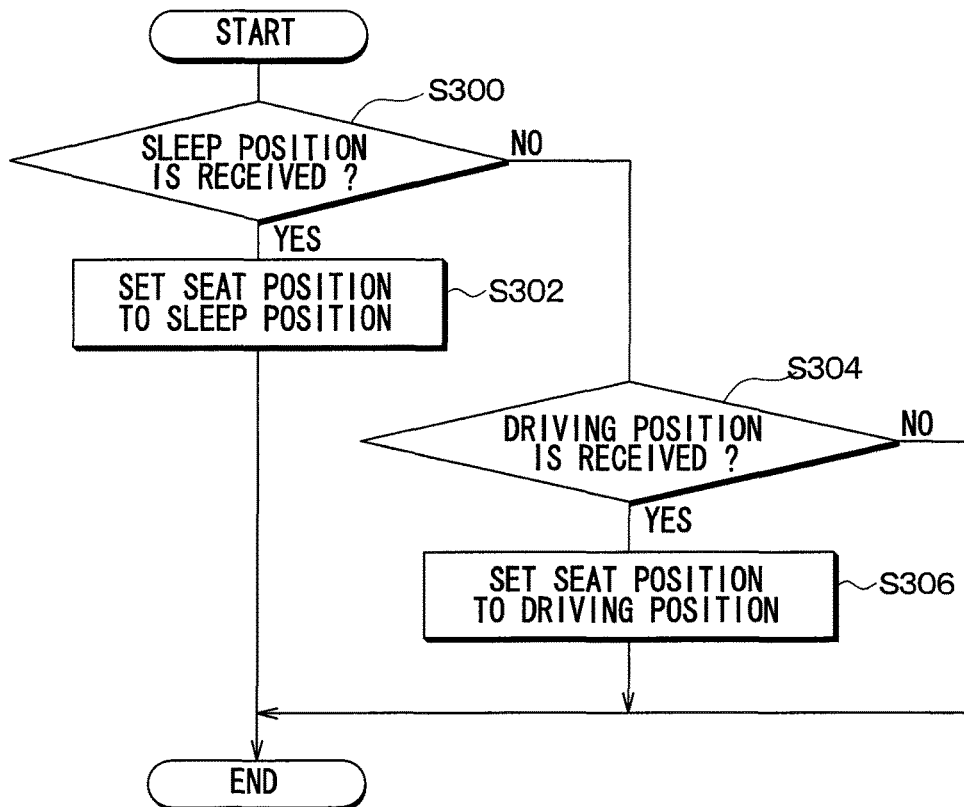 START
S300
SLEEP POSITION
IS RECEIVED ?
NO
YES
SET SEAT POSITION
TO SLEEP POSITION
S302
S304
DRIVING POSITION
IS RECEIVED ?
NO
YES
SET SEAT POSITION
TO DRIVING POSITION
S306
END